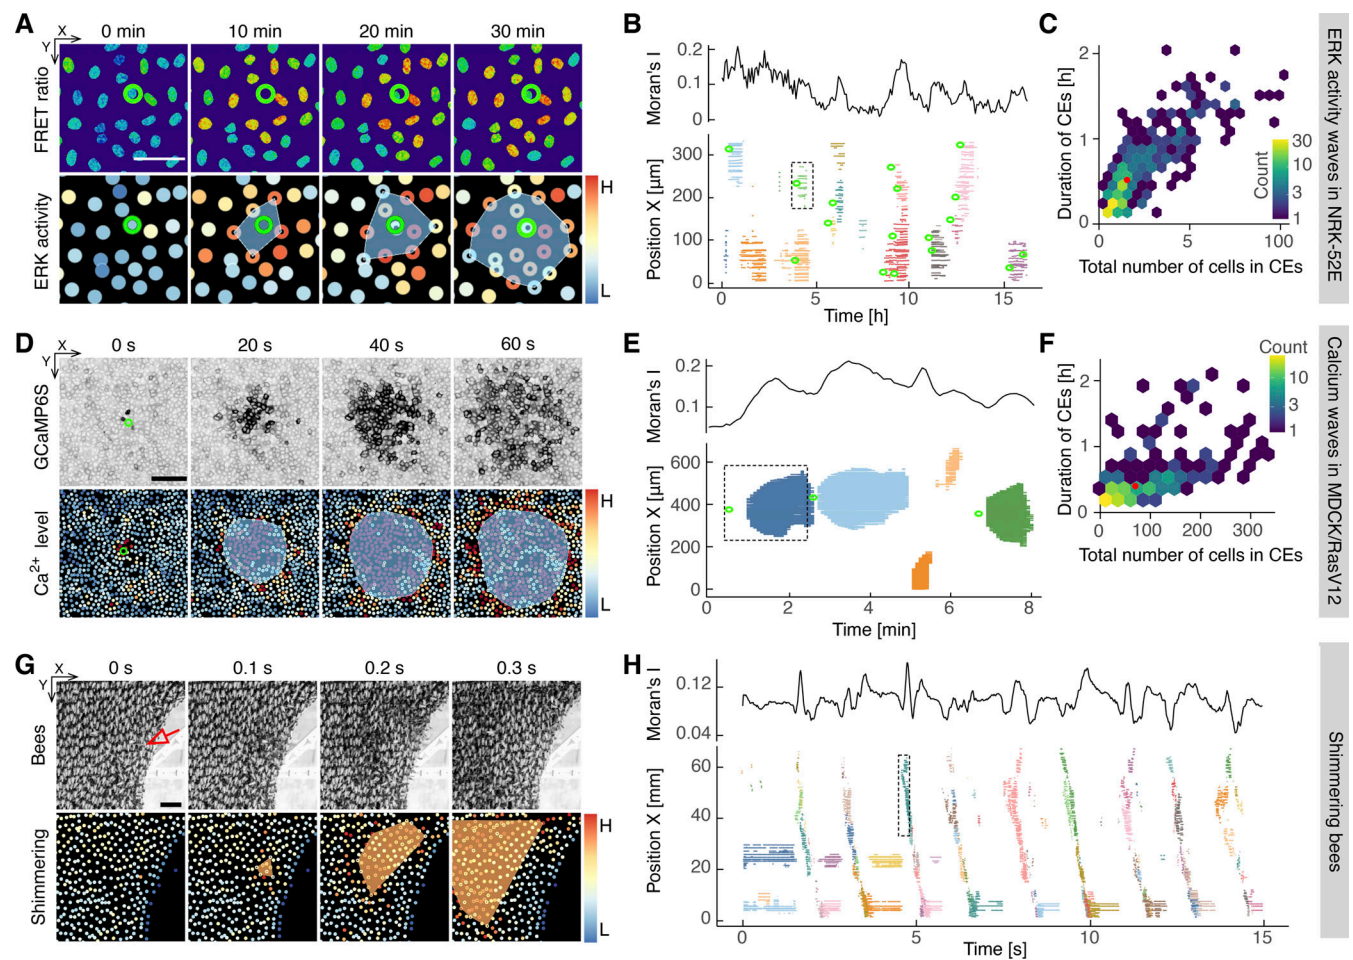 A
X
Y
0 min
10 min
20 min
30 min
FRET ratio
ERK activity
H
L
B
Moran's I
0.2
0.1
0
Position X [µm]
300
200
100
0
0
5
10
15
Time [h]
C
Duration of CEs [h]
2
1
0
Count
30
10
3
1
0
5
100
Total number of cells in CEs
ERK activity waves in NRK-52E
D
X
Y
0 s
20 s
40 s
60 s
GCaMP6S
Ca2+ level
H
L
E
Moran's I
0.2
0.1
Position X [µm]
600
400
200
0
0
2
4
6
8
Time [min]
F
Duration of CEs [h]
2
1
0
Count
10
3
1
0
100
200
300
Total number of cells in CEs
Calcium waves in MDCK/RasV12
G
X
Y
0 s
0.1 s
0.2 s
0.3 s
Bees
Shimmering
H
L
H
Moran's I
0.12
0.04
Position X [mm]
60
40
20
0
0
5
10
15
Time [s]
Shimmering bees